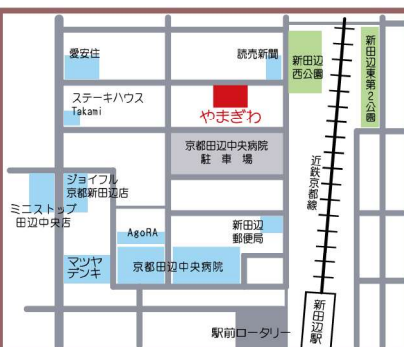 愛安住
読売新聞
新田辺
西公園
新田辺東第2公園
ステーキハウス
Takami
やまぎわ
京都田辺中央病院
駐車場
近鉄京都線
ジョイフル
京都新田辺店
ミニストップ
田辺中央店
AgoRA
新田辺
郵便局
マツヤ
デンキ
京都田辺中央病院
新田辺駅
駅前ロータリー